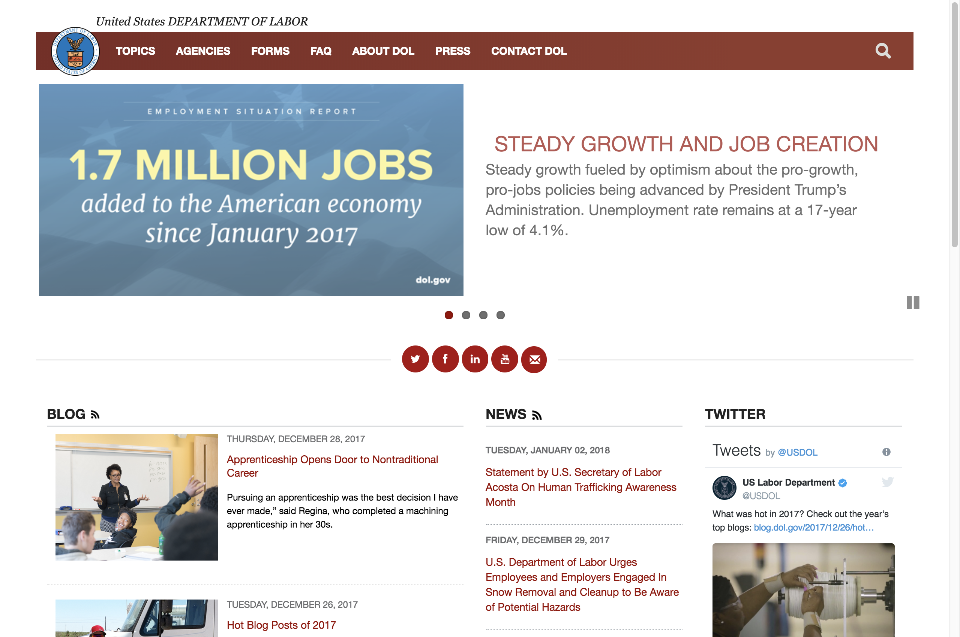 United States DEPARTMENT OF LABOR
TOPICS AGENCIES FORMS FAQ ABOUT DOL PRESS CONTACT DOL
EMPLOYMENT SITUATION REPORT
1.7 MILLION JOBS
added to the American economy
since January 2017
dol.gov
STEADY GROWTH AND JOB CREATION
Steady growth fueled by optimism about the pro-growth,
pro-jobs policies being advanced by President Trump's
Administration. Unemployment rate remains at a 17-year
low of 4.1%.
BLOG
THURSDAY, DECEMBER 28, 2017
Apprenticeship Opens Door to Nontraditional
Career
Pursuing an apprenticeship was the best decision I have
ever made," said Regina, who completed a machining
apprenticeship in her 30s.
TUESDAY, DECEMBER 26, 2017
Hot Blog Posts of 2017
NEWS
TUESDAY, JANUARY 02, 2018
Statement by U.S. Secretary of Labor
Acosta On Human Trafficking Awareness
Month
FRIDAY, DECEMBER 29, 2017
U.S. Department of Labor Urges
Employees and Employers Engaged In
Snow Removal and Cleanup to Be Aware
of Potential Hazards
TWITTER
Tweets by @USDOL
US Labor Department
@USDOL
What was hot in 2017? Check out the year's
top blogs: blog.dol.gov/2017/12/26/hot…